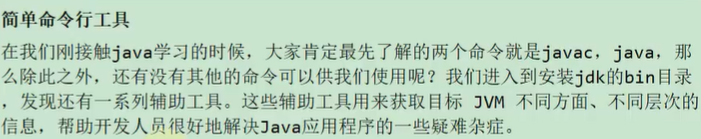 简单命令行工具
在我们刚接触java学习的时候，大家肯定最先了解的两个命令就是javac，java，那
么除此之外，还有没有其他的命令可以供我们使用呢？我们进入到安装jdk的bin目录
，发现还有一系列辅助工具。这些辅助工具用来获取目标 JVM 不同方面、不同层次的
信息，帮助开发人员很好地解决Java应用程序的一些疑难杂症。